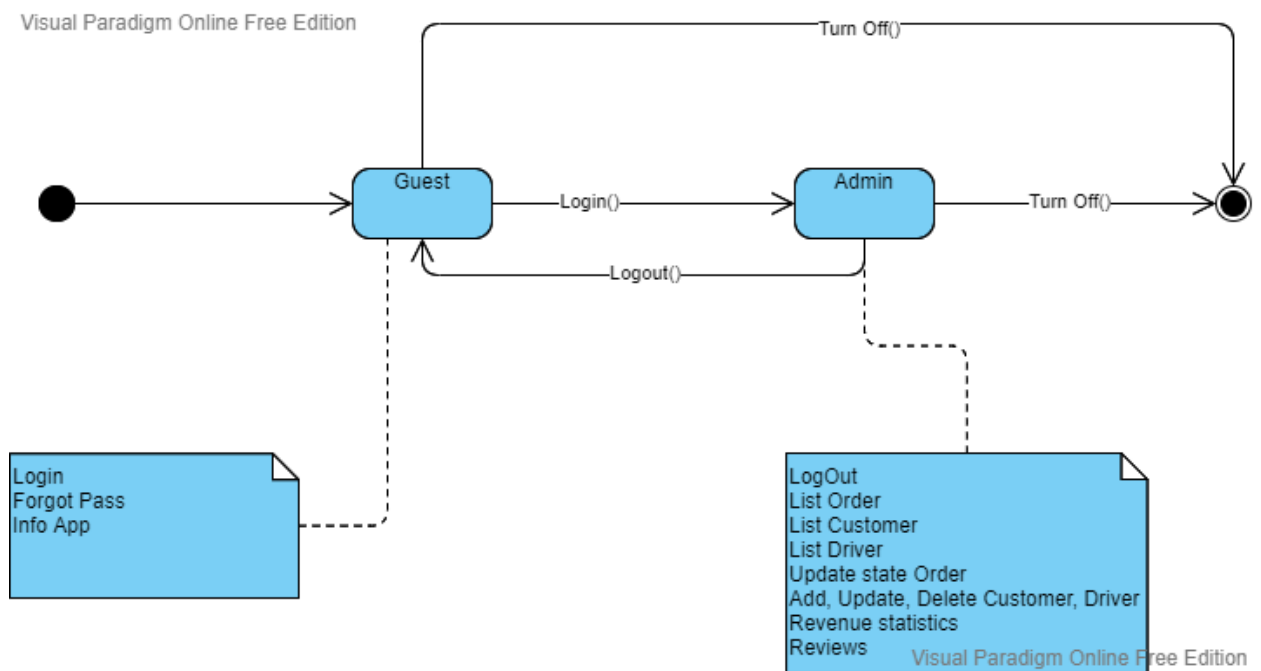 Visual Paradigm Online Free Edition
Turn Off()
Guest
Admin
Login()
Turn Off()
Logout()
Login
Forgot Pass
Info App
LogOut
List Order
List Customer
List Driver
Update state Order
Add, Update, Delete Customer, Driver
Revenue statistics
Reviews
Visual Paradigm Online Free Edition